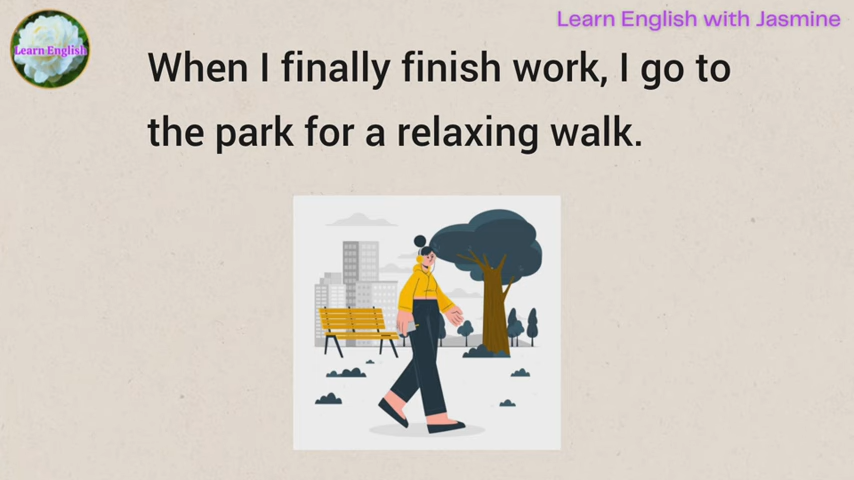 Learn English with Jasmine
Learn English
When I finally finish work, I go to
the park for a relaxing walk.